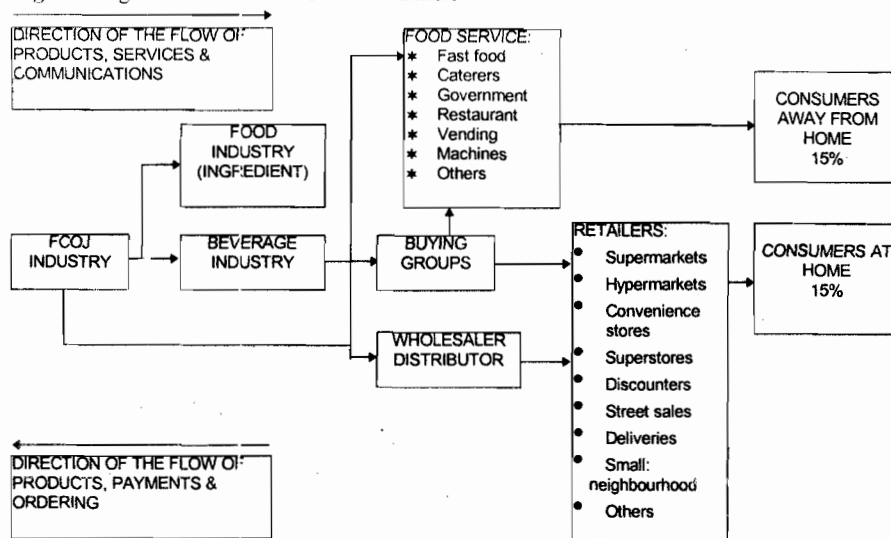 DIRECTION OF THE FLOW OF
PRODUCTS, SERVICES &
COMMUNICATIONS
FOOD
INDUSTRY
(INGREDIENT)
FCOJ
INDUSTRY
BEVERAGE
INDUSTRY
FOOD SERVICE:
* Fast food
* Caterers
* Government
* Restaurant
* Vending
* Machines
* Others
BUYING
GROUPS
WHOLESALER
DISTRIBUTOR
RETAILERS:
• Supermarkets
• Hypermarkets
• Convenience
stores
• Superstores
• Discounters
• Street sales
• Deliveries
• Small:
neighbourhood
• Others
CONSUMERS
AWAY FROM
HOME
15%
CONSUMERS AT
HOME
15%
DIRECTION OF THE FLOW OF
PRODUCTS, PAYMENTS &
ORDERING